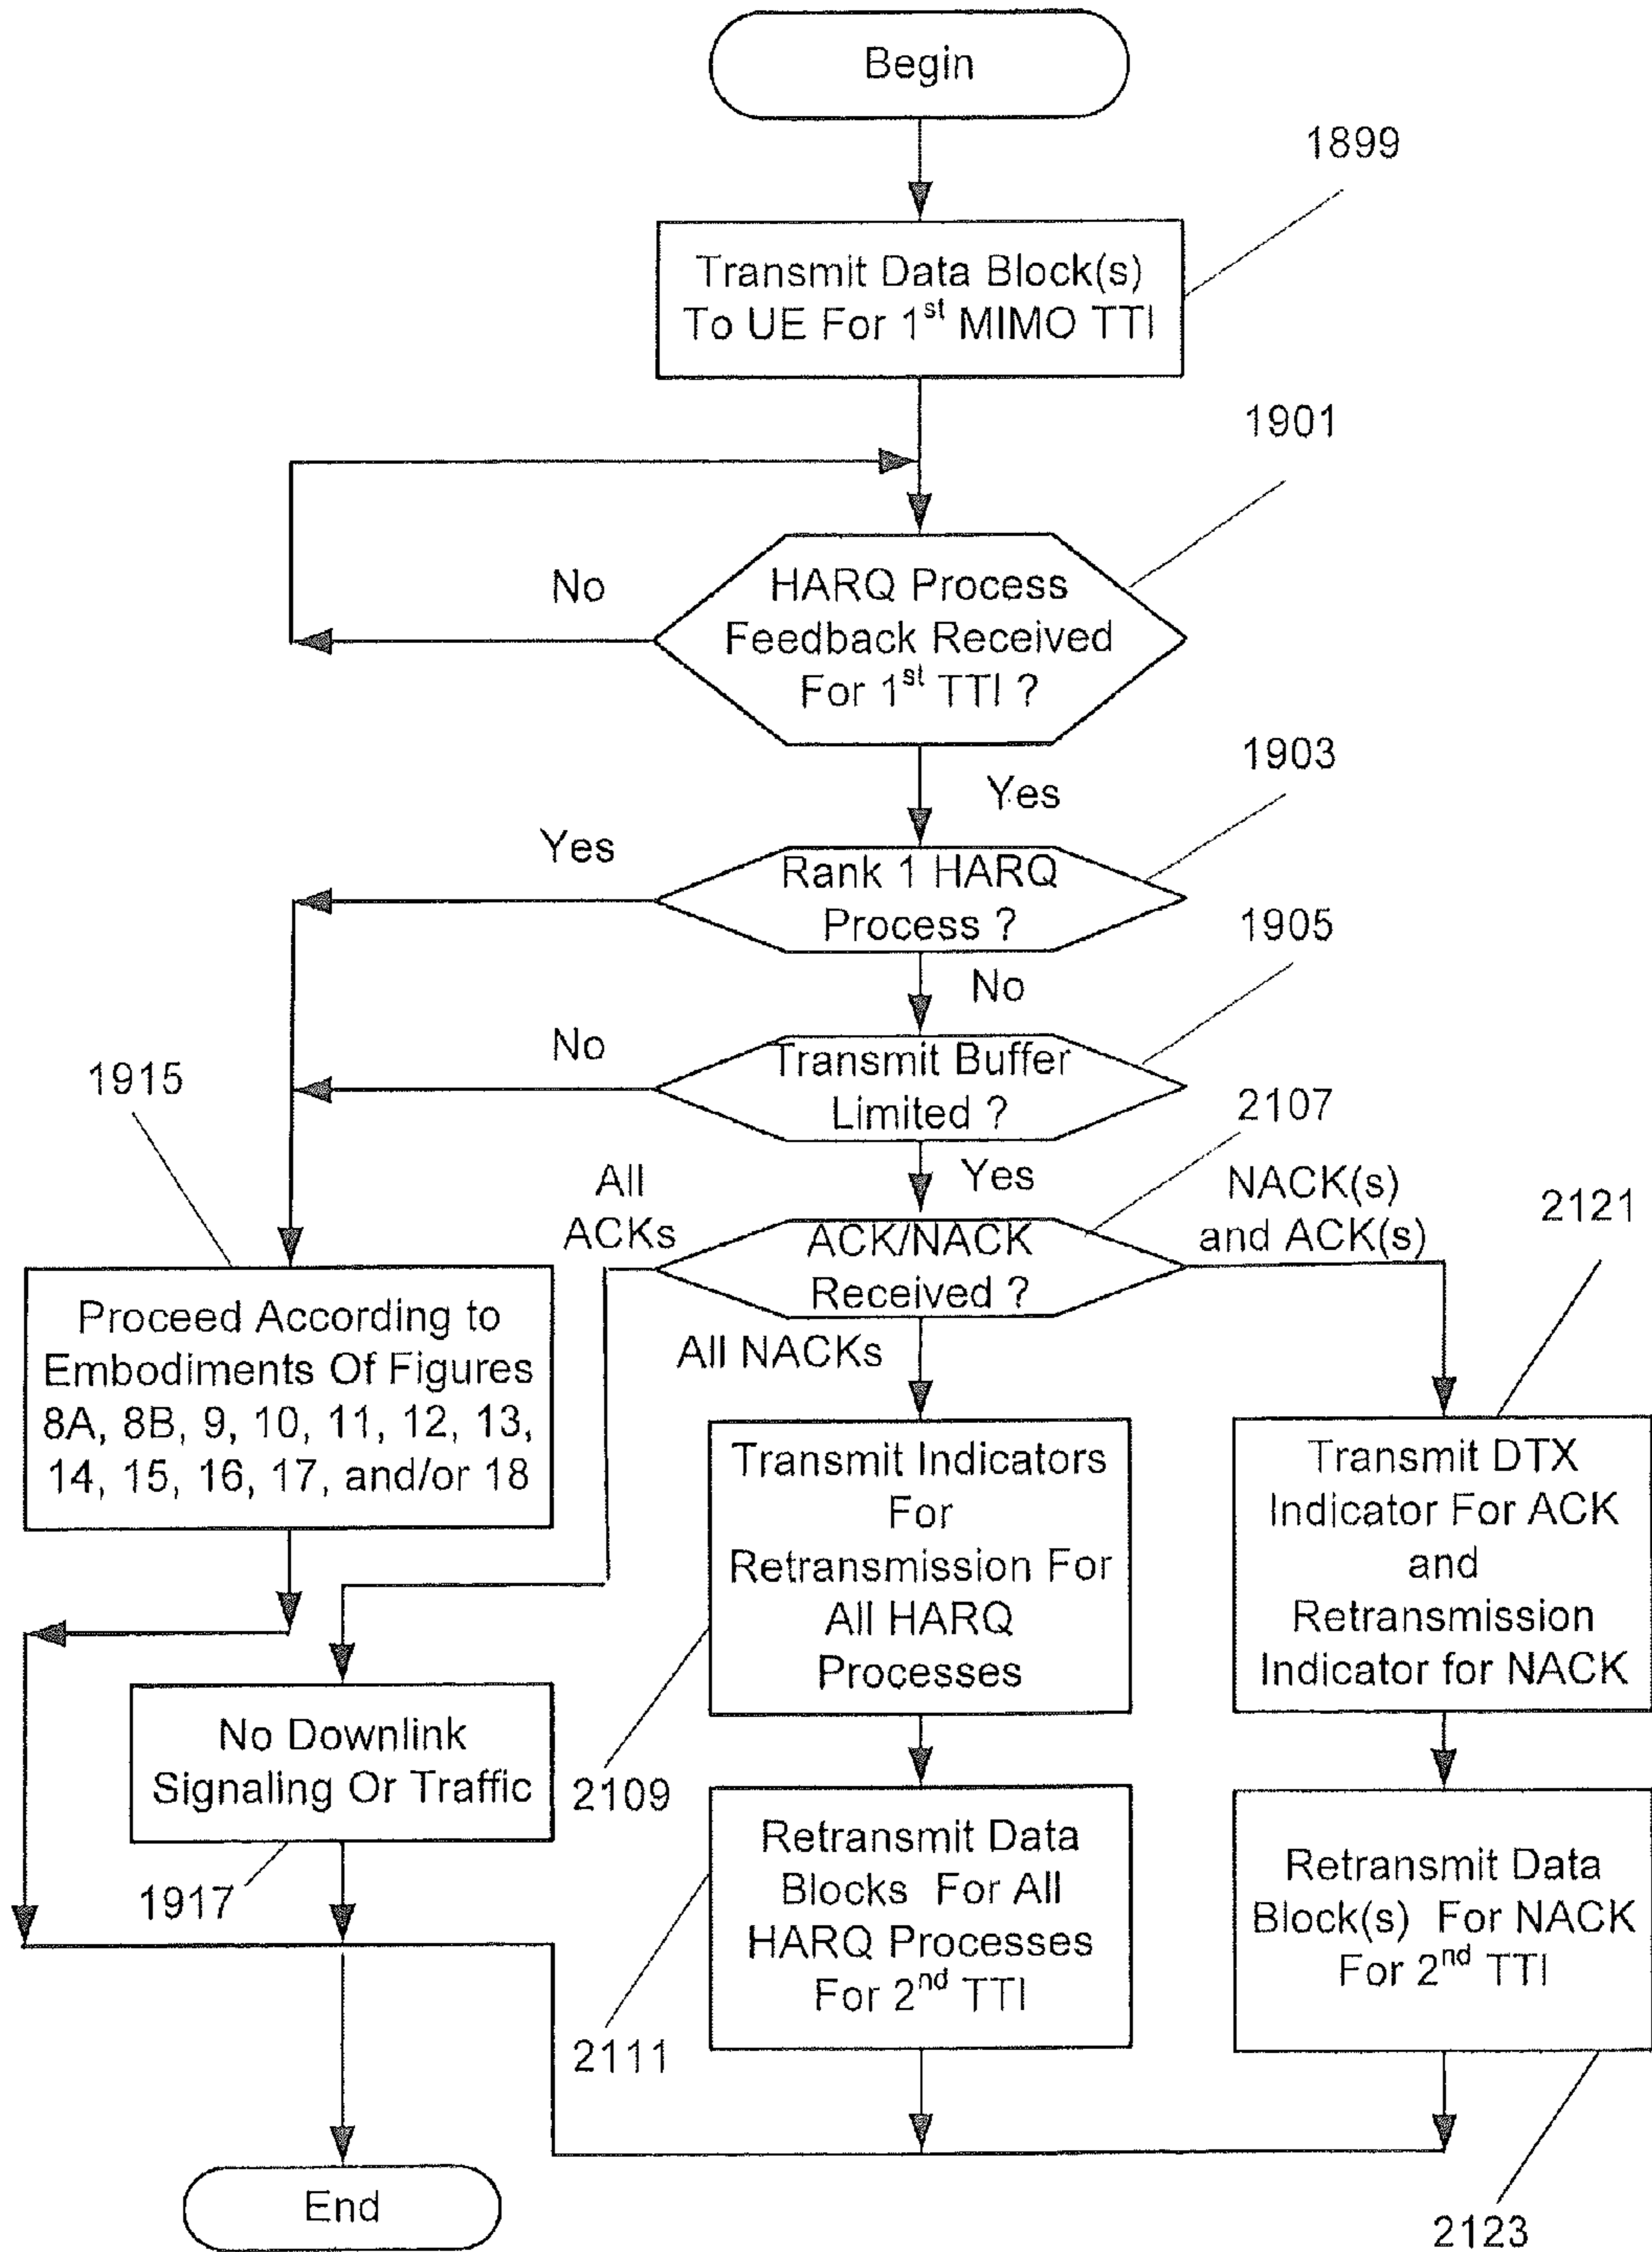 Begin
1899
Transmit Data Block(s)
To UE For 1st MIMO TTI
1901
No
HARQ Process
Feedback Received
For 1st TTI ?
1903
Yes
Yes
Rank 1 HARQ
Process ?
1905
No
No
Transmit Buffer
Limited ?
1915
2107
Yes
All
ACKs
NACK(s)
and ACK(s)
2121
ACK/NACK
Received ?
All NACKs
Proceed According to
Embodiments Of Figures
8A, 8B, 9, 10, 11, 12, 13,
14, 15, 16, 17, and/or 18
Transmit Indicators
For
Retransmission For
All HARQ
Processes
Transmit DTX
Indicator For ACK
and
Retransmission
Indicator for NACK
No Downlink
Signaling Or Traffic
2109
1917
Retransmit Data
Blocks For All
HARQ Processes
For 2nd TTI
Retransmit Data
Block(s) For NACK
For 2nd TTI
2111
End
2123